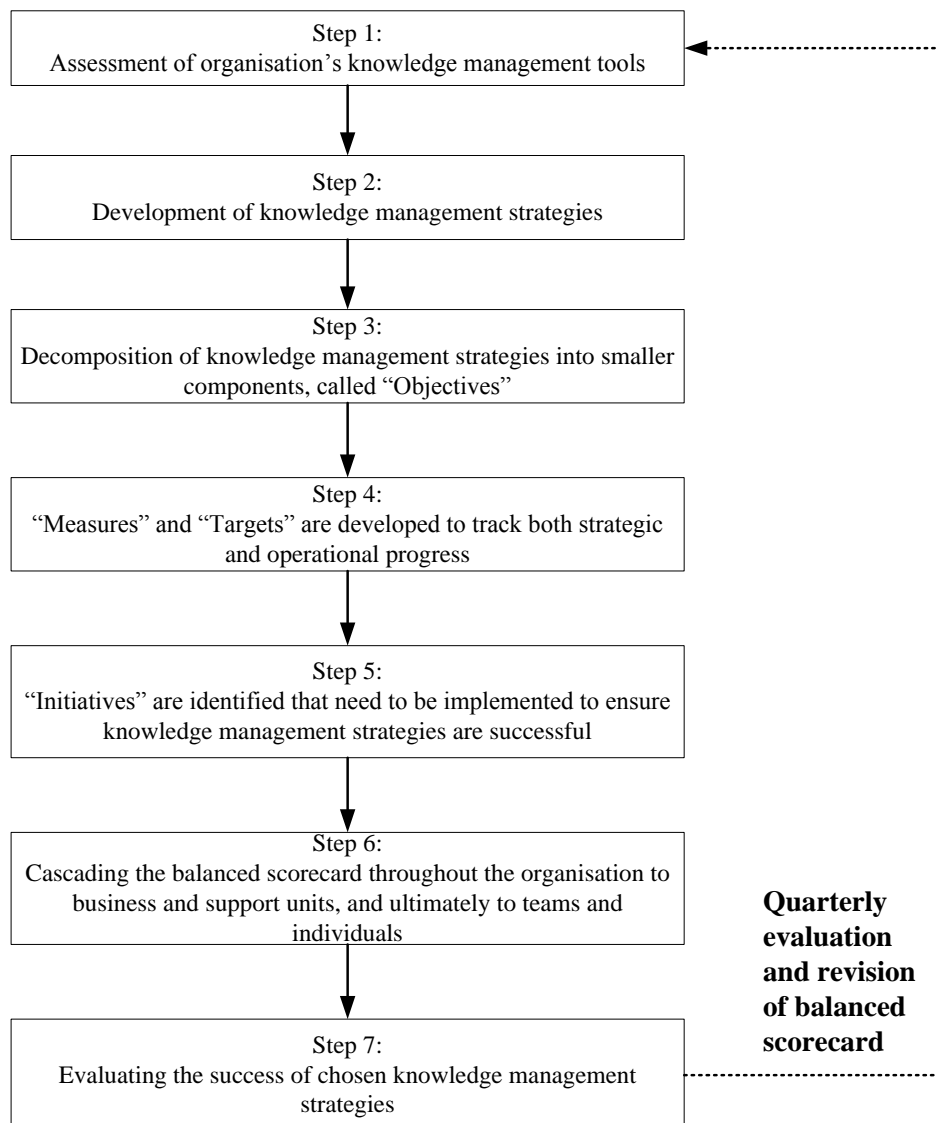 Step 1:
Assessment of organisation’s knowledge management tools
Step 2:
Development of knowledge management strategies
Step 3:
Decomposition of knowledge management strategies into smaller
components, called “Objectives”
Step 4:
“Measures” and “Targets” are developed to track both strategic
and operational progress
Step 5:
“Initiatives” are identified that need to be implemented to ensure
knowledge management strategies are successful
Step 6:
Cascading the balanced scorecard throughout the organisation to
business and support units, and ultimately to teams and
individuals
Step 7:
Evaluating the success of chosen knowledge management
strategies
Quarterly
evaluation
and revision
of balanced
scorecard